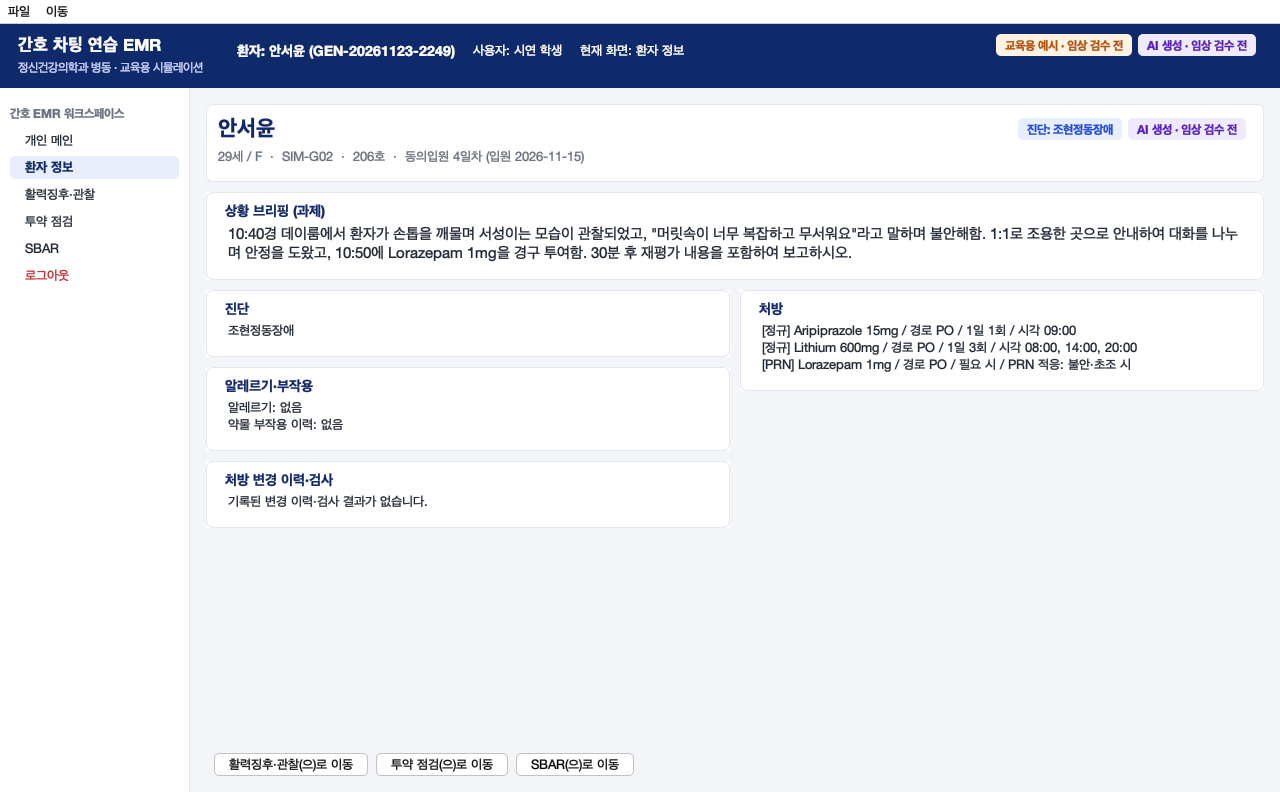 파일 이동
간호 차팅 연습 EMR
정신건강의학과 병동 · 교육용 시뮬레이션
환자: 안서윤 (GEN-20261123-2249) 사용자: 시연 학생 현재 화면: 환자 정보
교육용 예시 · 임상 검수 전
AI 생성 · 임상 검수 전
간호 EMR 워크스페이스
개인 메인
환자 정보
활력징후·관찰
투약 점검
SBAR
로그아웃
안서윤
진단: 조현정동장애
AI 생성 · 임상 검수 전
29세 / F · SIM-G02 · 206호 · 동의입원 4일차 (입원 2026-11-15)
상황 브리핑 (과제)
10:40경 데이룸에서 환자가 손톱을 깨물며 서성이는 모습이 관찰되었고, "머릿속이 너무 복잡하고 무서워요"라고 말하며 불안해함. 1:1로 조용한 곳으로 안내하여 대화를 나누
며 안정을 도왔고, 10:50에 Lorazepam 1mg을 경구 투여함. 30분 후 재평가 내용을 포함하여 보고하시오.
진단
조현정동장애
알레르기·부작용
알레르기: 없음
약물 부작용 이력: 없음
처방 변경 이력·검사
기록된 변경 이력·검사 결과가 없습니다.
처방
[정규] Aripiprazole 15mg / 경로 PO / 1일 1회 / 시각 09:00
[정규] Lithium 600mg / 경로 PO / 1일 3회 / 시각 08:00, 14:00, 20:00
[PRN] Lorazepam 1mg / 경로 PO / 필요 시 / PRN 적응: 불안·초조 시
활력징후·관찰(으)로 이동
투약 점검(으)로 이동
SBAR(으)로 이동